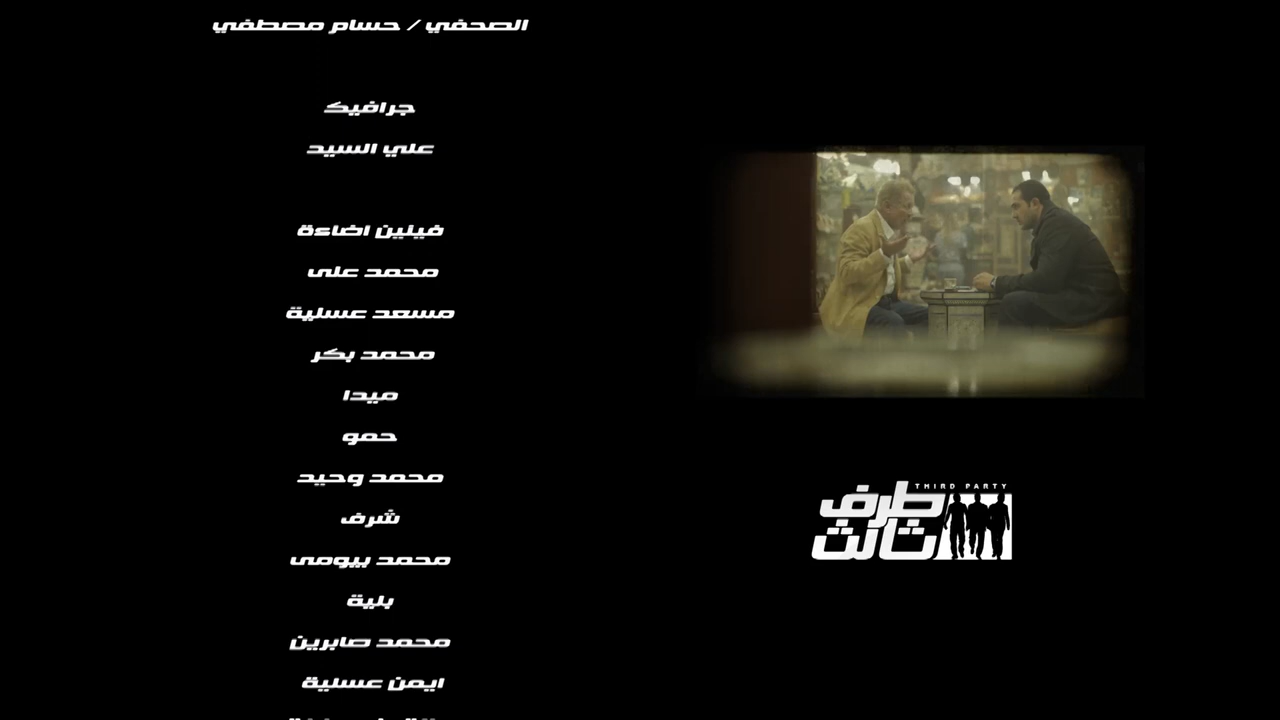 الصحفي / حسام مصطفي
جرافيك
علي السيد
فينين اضاءة
محمد على
مسعد عسلية
محمد بكر
ميدا
حمو
محمد وحيد
شرف
محمد بيومى
بلية
محمد صابرين
ايمن عسلية
THIRD PARTY
طرف
ثالث